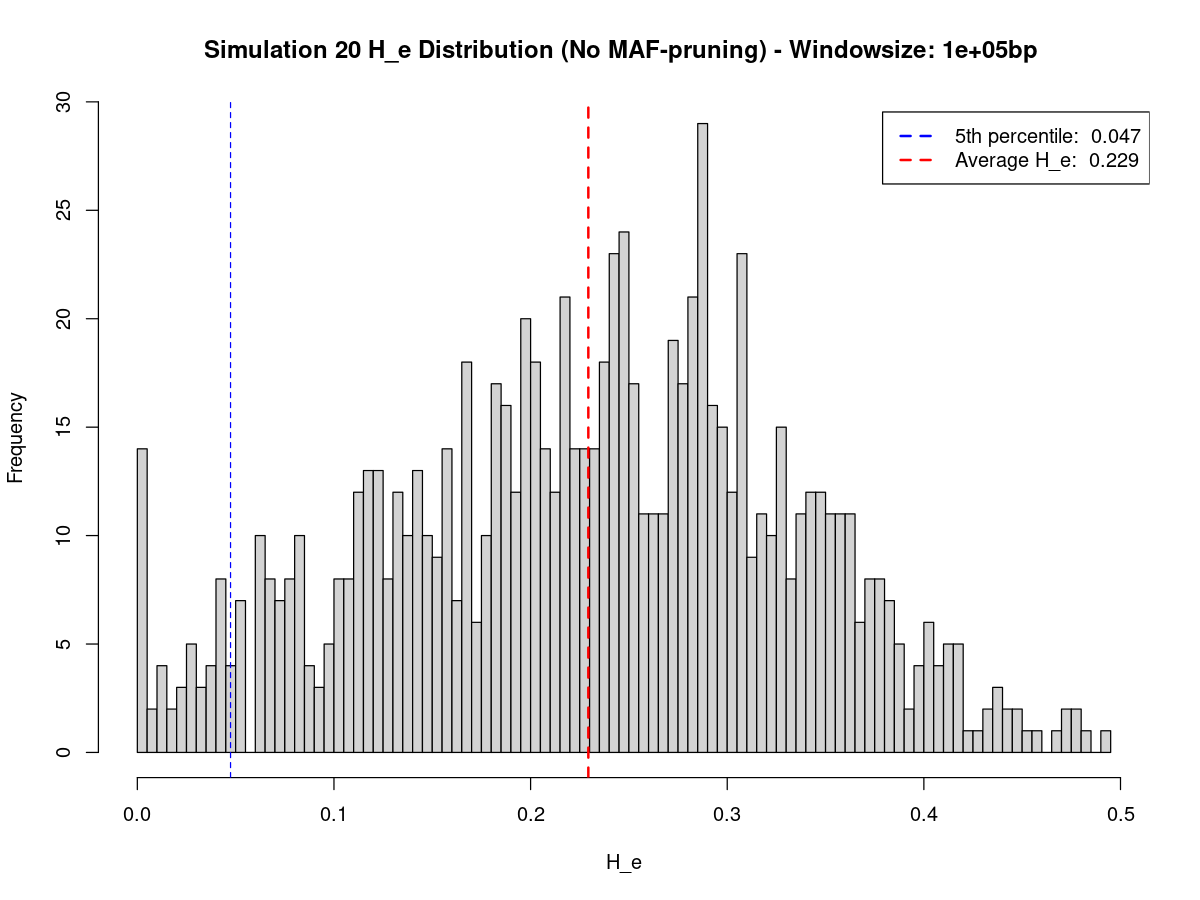 Simulation 20 H_e Distribution (No MAF-pruning) - Windowsize: 1e+05bp
5th percentile: 0.047
Average H_e: 0.229
Frequency
30
25
20
15
10
5
0
0.0 0.1 0.2 0.3 0.4 0.5
H_e